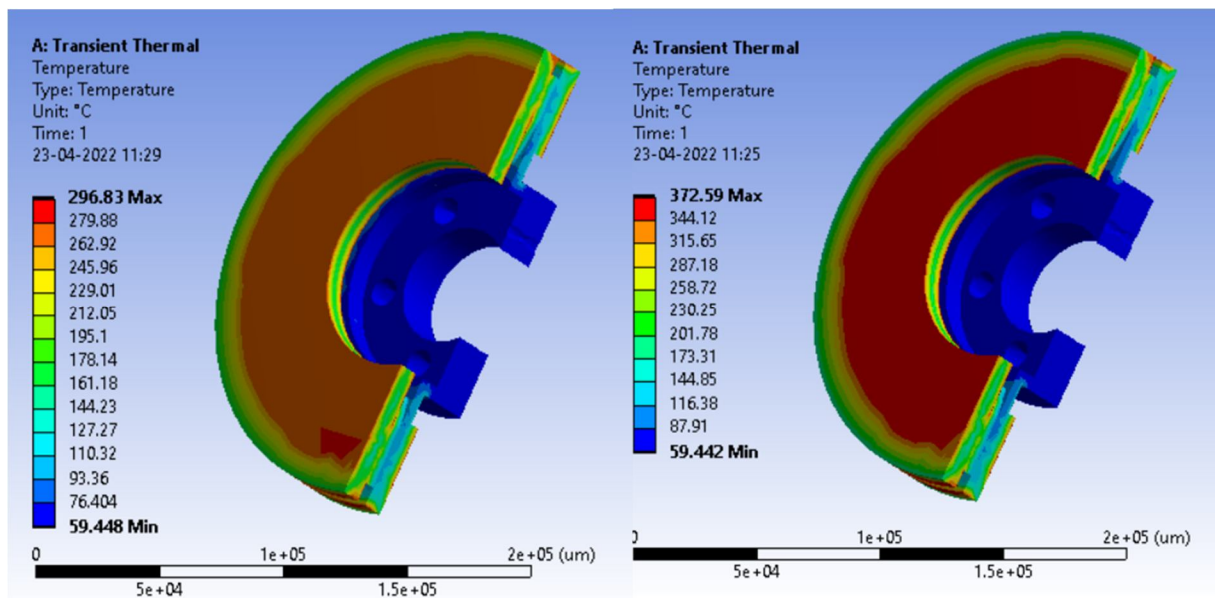 A: Transient Thermal
Temperature
Type: Temperature
Unit: °C
Time: 1
23-04-2022 11:29
296.83 Max
279.88
262.92
245.96
229.01
212.05
195.1
178.14
161.18
144.23
127.27
110.32
93.36
76.404
59.448 Min
0
1e+05
2e+05 (um)
5e+04
1.5e+05
A: Transient Thermal
Temperature
Type: Temperature
Unit: °C
Time: 1
23-04-2022 11:25
372.59 Max
344.12
315.65
287.18
258.72
230.25
201.78
173.31
144.85
116.38
87.91
59.442 Min
0
1e+05
2e+05 (um)
5e+04
1.5e+05